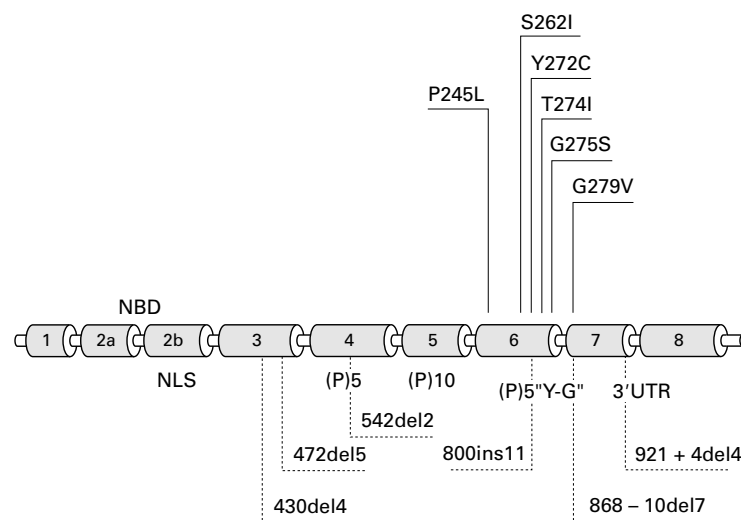 S262I
Y272C
P245L
T274I
G275S
G279V
NBD
1 2a 2b 3 4 5 6 7 8
NLS (P)5 (P)10 (P)5"Y-G" 3′UTR
542del2
472del5 800ins11 921 + 4del4
430del4 868 – 10del7